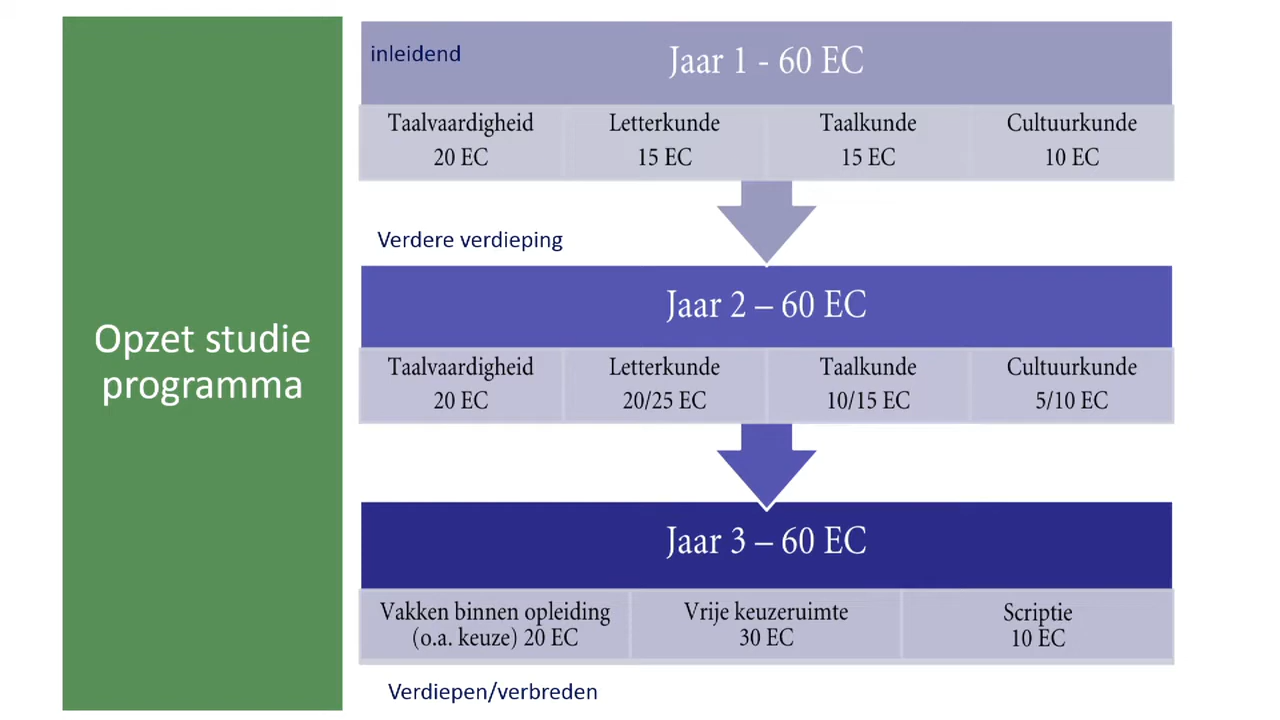 Opzet studie
programma
inleidend
Jaar 1 - 60 EC
Taalvaardigheid
20 EC
Letterkunde
15 EC
Taalkunde
15 EC
Cultuurkunde
10 EC
Verdere verdieping
Jaar 2 – 60 EC
Taalvaardigheid
20 EC
Letterkunde
20/25 EC
Taalkunde
10/15 EC
Cultuurkunde
5/10 EC
Jaar 3 – 60 EC
Vakken binnen opleiding
(o.a. keuze) 20 EC
Vrije keuzeruimte
30 EC
Scriptie
10 EC
Verdiepen/verbreden